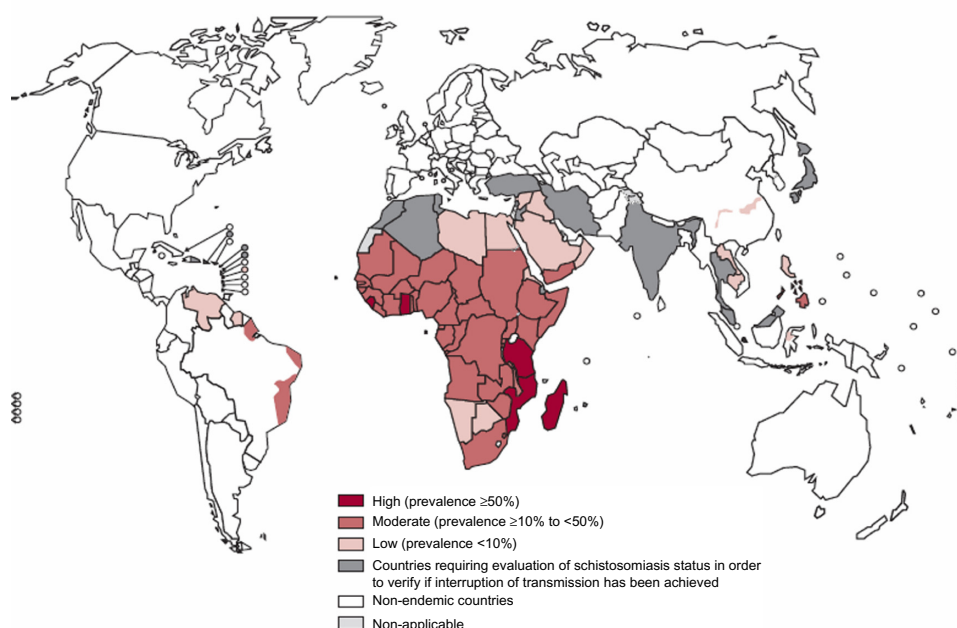 High (prevalence ≥50%)
Moderate (prevalence ≥10% to <50%)
Low (prevalence <10%)
Countries requiring evaluation of schistosomiasis status in order
to verify if interruption of transmission has been achieved
Non-endemic countries
Non-applicable